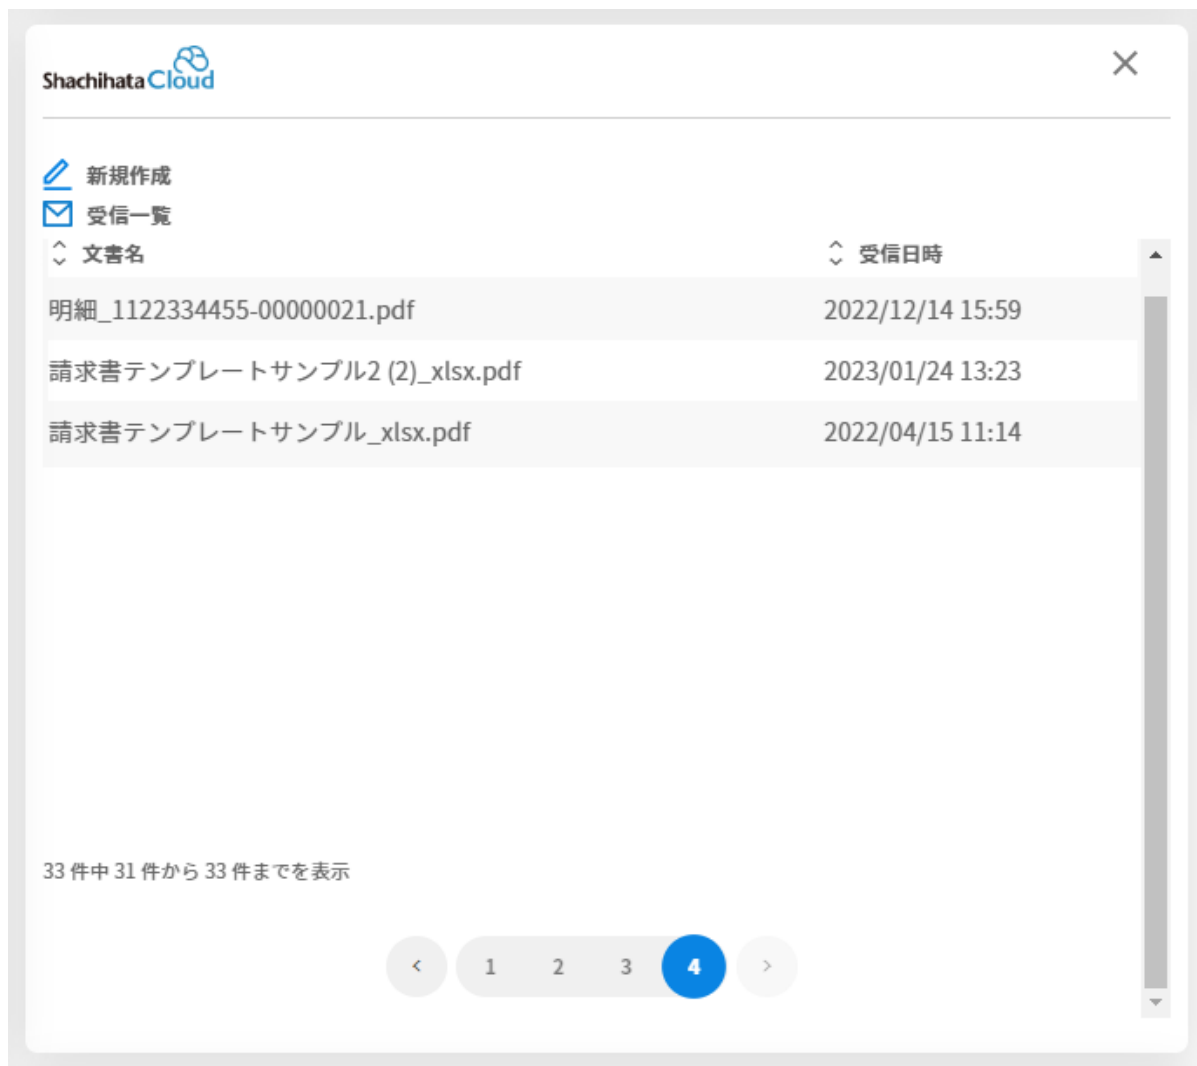 Shachihata Cloud
新規作成
受信一覧
文書名 受信日時
明細_1122334455-00000021.pdf 2022/12/14 15:59
請求書テンプレートサンプル2 (2)_xlsx.pdf 2023/01/24 13:23
請求書テンプレートサンプル_xlsx.pdf 2022/04/15 11:14
33 件中 31 件から 33 件までを表示
‹ 1 2 3 4 ›